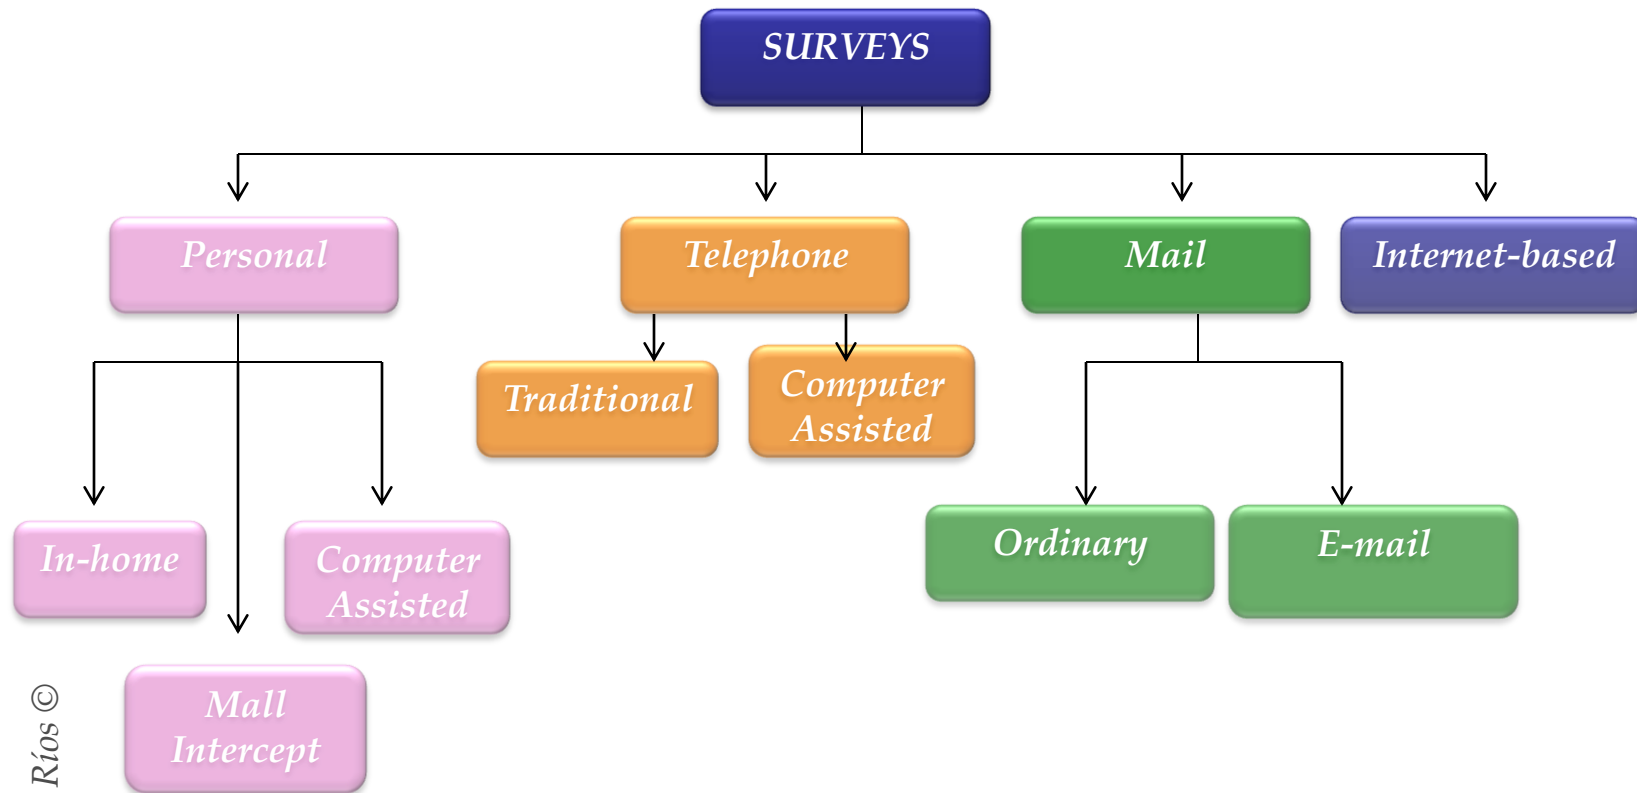 SURVEYS
Personal
Telephone
Mail
Internet-based
Traditional
Computer
Assisted
In-home
Computer
Assisted
Ordinary
E-mail
Mall
Intercept
Ríos ©